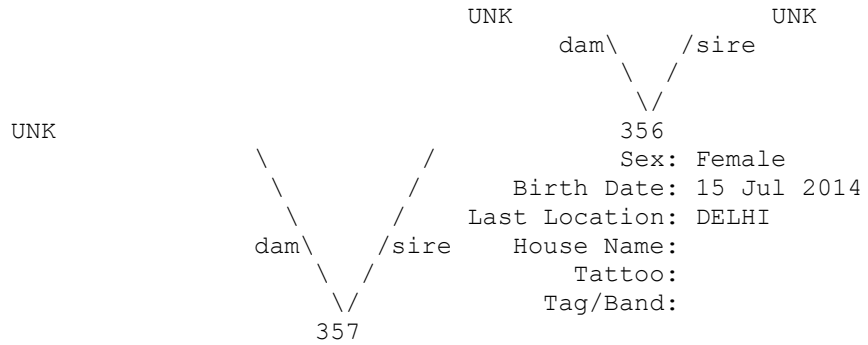 UNK UNK
dam\ /sire
\ /
\/
UNK 356
\ / Sex: Female
\ / Birth Date: 15 Jul 2014
\ / Last Location: DELHI
dam\ /sire House Name:
\ / Tattoo:
\/ Tag/Band:
357